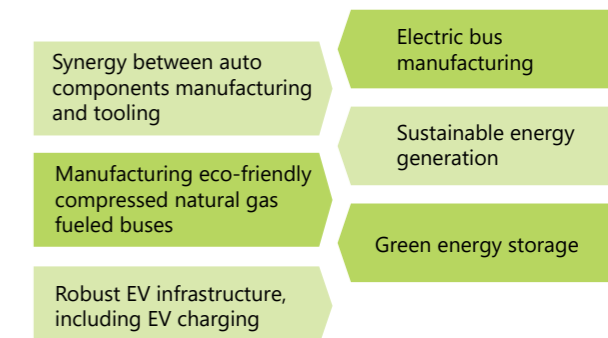 Synergy between auto
components manufacturing
and tooling
Manufacturing eco-friendly
compressed natural gas
fueled buses
Robust EV infrastructure,
including EV charging
Electric bus
manufacturing
Sustainable energy
generation
Green energy storage